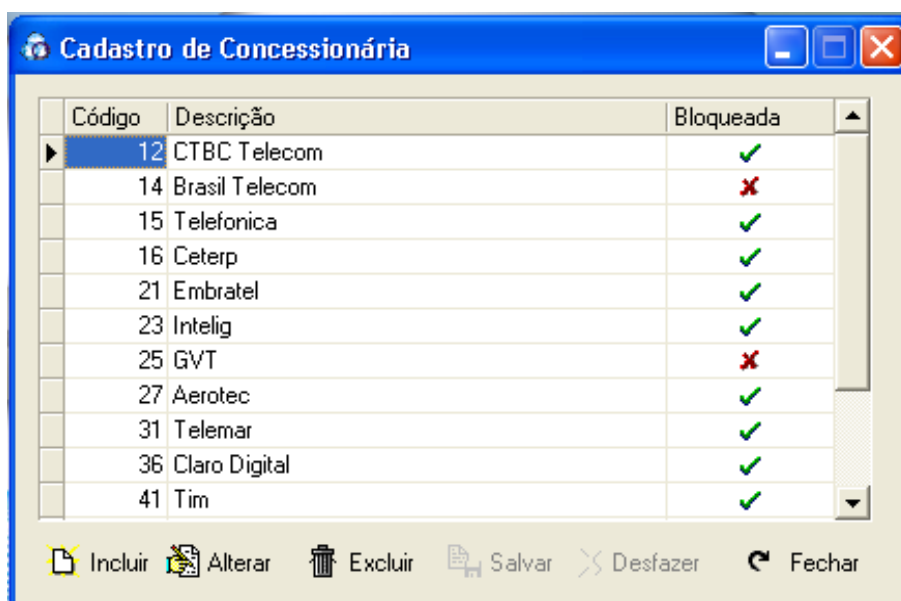 Cadastro de Concessionária
Código Descrição Bloqueada
12 CTBC Telecom
14 Brasil Telecom
15 Telefonica
16 Ceterp
21 Embratel
23 Intelig
25 GVT
27 Aerotec
31 Telemar
36 Claro Digital
41 Tim
Incluir Alterar Excluir Salvar Desfazer Fechar